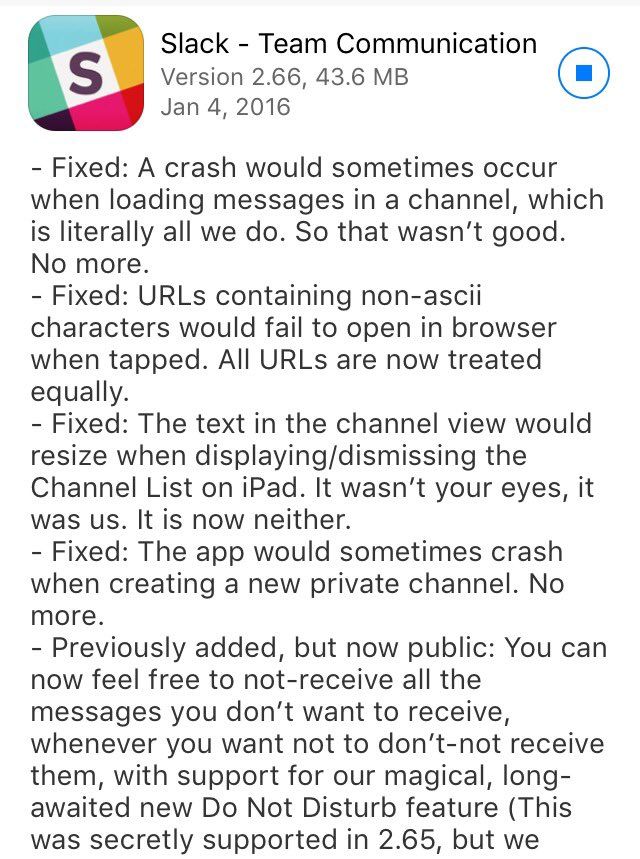 S
Slack - Team Communication
Version 2.66, 43.6 MB
Jan 4, 2016
- Fixed: A crash would sometimes occur
when loading messages in a channel, which
is literally all we do. So that wasn’t good.
No more.
- Fixed: URLs containing non-ascii
characters would fail to open in browser
when tapped. All URLs are now treated
equally.
- Fixed: The text in the channel view would
resize when displaying/dismissing the
Channel List on iPad. It wasn’t your eyes, it
was us. It is now neither.
- Fixed: The app would sometimes crash
when creating a new private channel. No
more.
- Previously added, but now public: You can
now feel free to not-receive all the
messages you don’t want to receive,
whenever you want not to don’t-not receive
them, with support for our magical, long-
awaited new Do Not Disturb feature (This
was secretly supported in 2.65, but we